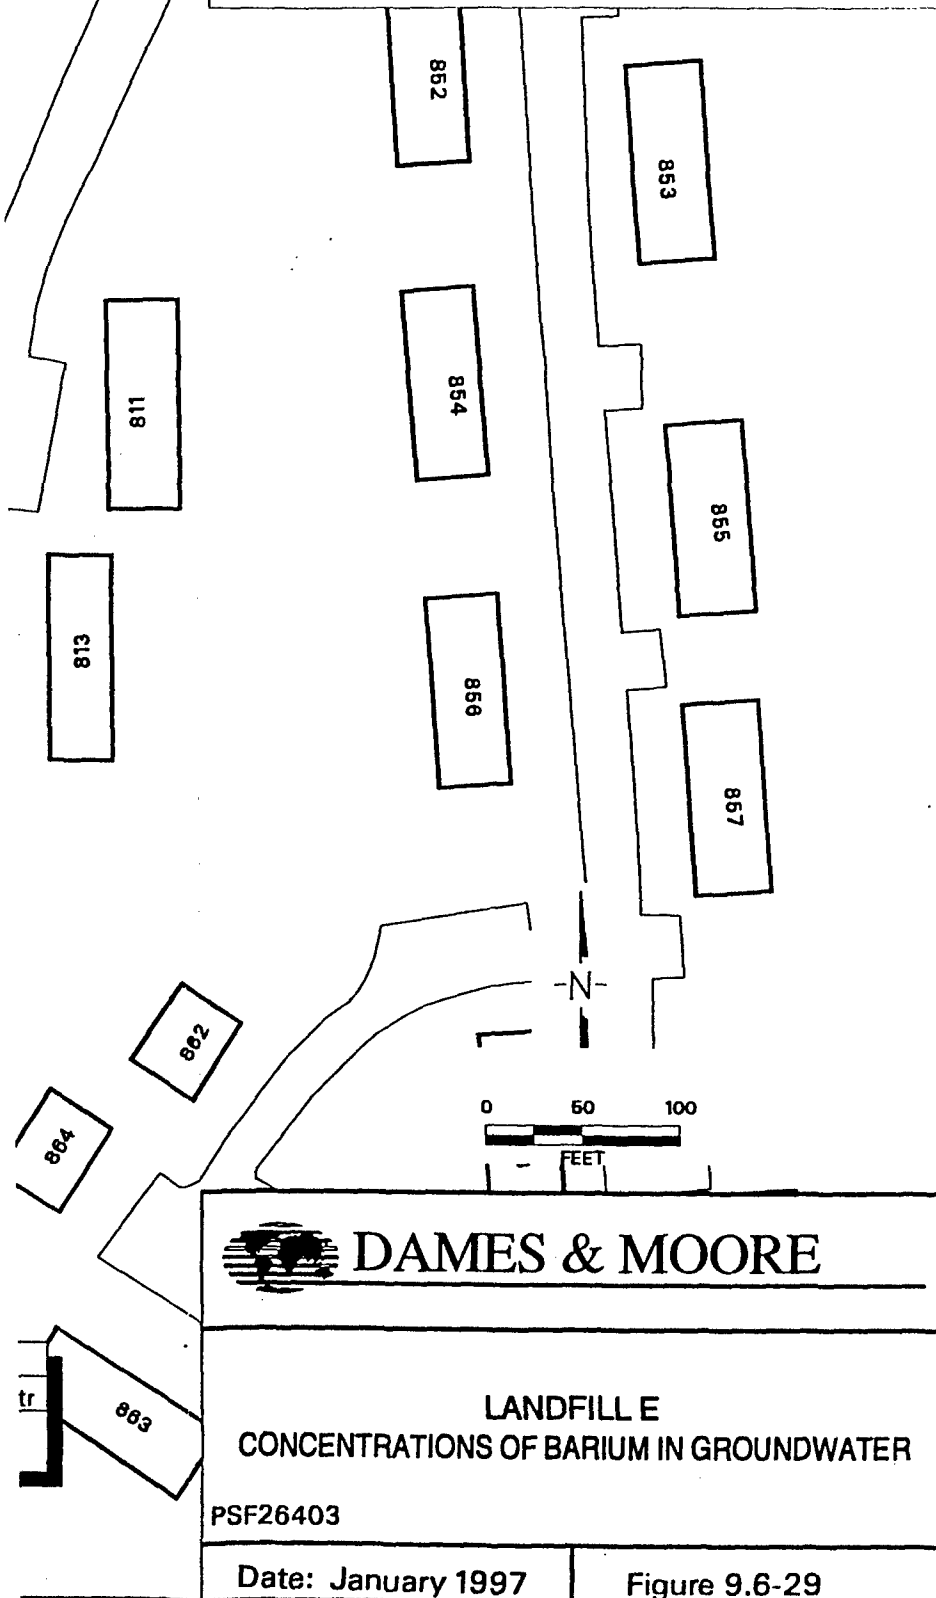 852
853
811
854
855
813
856
857
N
862
864
0 50 100
FEET
DAMES & MOORE
tr
863
LANDFILL E
CONCENTRATIONS OF BARIUM IN GROUNDWATER
PSF26403
Date: January 1997
Figure 9.6-29